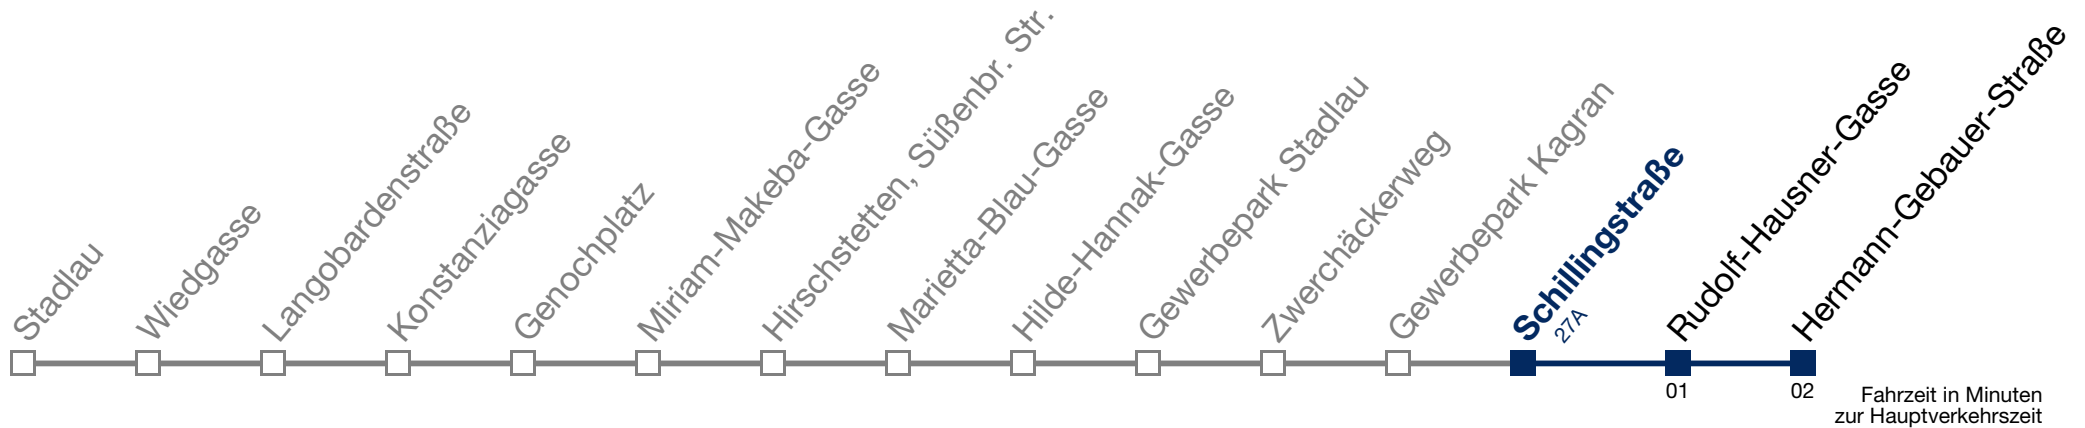 Stadlau
Wiedgasse
Langobardenstraße
Konstanziagasse
Genochplatz
Miriam-Makeba-Gasse
Hirschstetten, Süßenbr. Str.
Marietta-Blau-Gasse
Hilde-Hannak-Gasse
Gewerbepark Stadlau
Zwerchäckerweg
Gewerbepark Kagran
Schillingstraße
27A
Rudolf-Hausner-Gasse
Hermann-Gebauer-Straße
01
02
Fahrzeit in Minuten
zur Hauptverkehrszeit